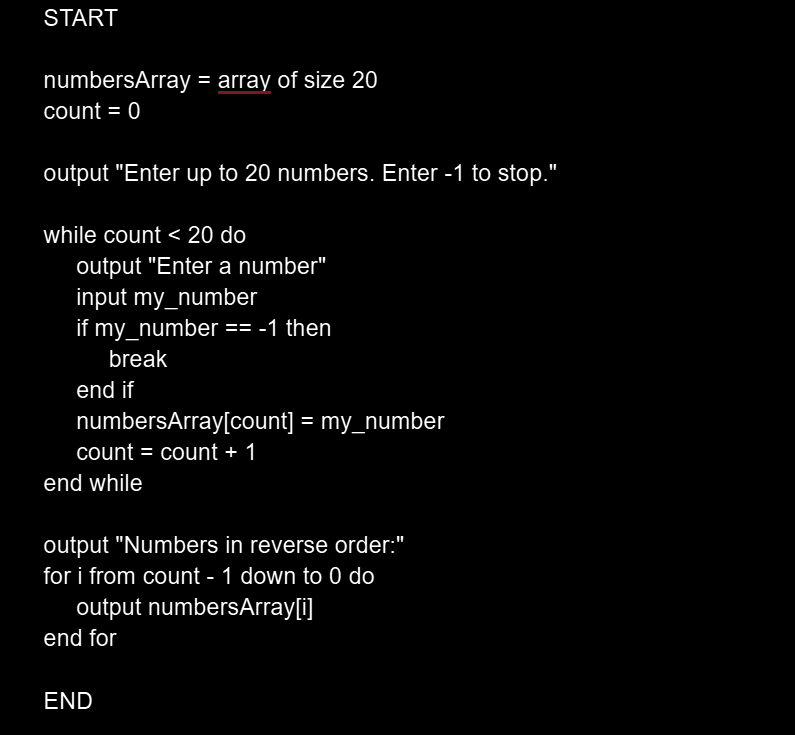 START
numbersArray = array of size 20
count = 0
output "Enter up to 20 numbers. Enter -1 to stop."
while count < 20 do
output "Enter a number"
input my_number
if my_number == -1 then
break
end if
numbersArray[count] = my_number
count = count + 1
end while
output "Numbers in reverse order:"
for i from count - 1 down to 0 do
output numbersArray[i]
end for
END